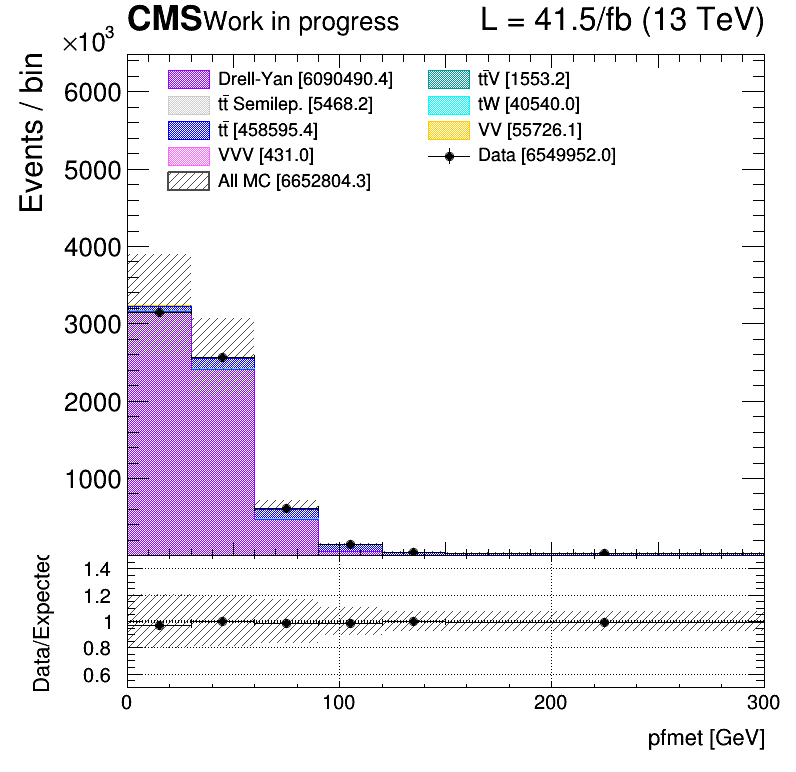 CMS Work in progress L = 41.5/fb (13 TeV)
×10³
Events / bin
Drell-Yan [6090490.4]
tt̄ Semilep. [5468.2]
tt̄ [458595.4]
VVV [431.0]
All MC [6652804.3]
tt̄V [1553.2]
tW [40540.0]
VV [55726.1]
Data [6549952.0]
6000
5000
4000
3000
2000
1000
Data/Expected
1.4
1.2
1
0.8
0.6
0 100 200 300
pfmet [GeV]